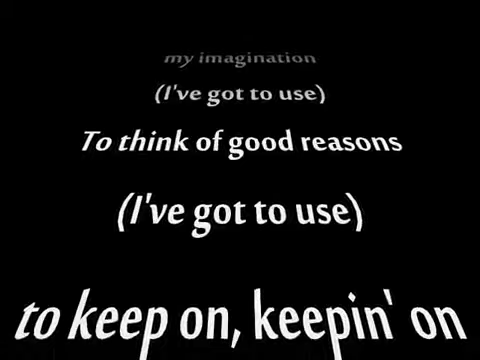 my imagination
(I've got to use)
To think of good reasons
(I've got to use)
to keep on, keepin' on